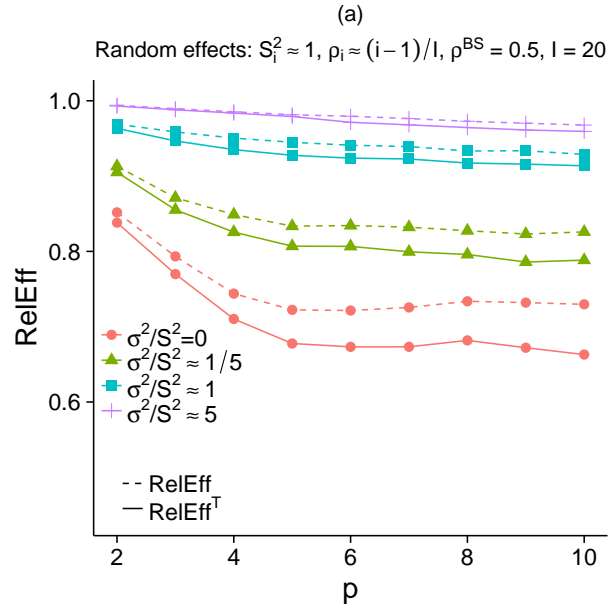 (a)
Random effects: S_i^2 ≈ 1, ρ_i ≈ (i−1)/I, ρ^BS = 0.5, I = 20
1.0
0.8
0.6
RelEff
σ^2/S^2=0
σ^2/S^2 ≈ 1/5
σ^2/S^2 ≈ 1
σ^2/S^2 ≈ 5
RelEff
RelEff^T
2 4 6 8 10
p